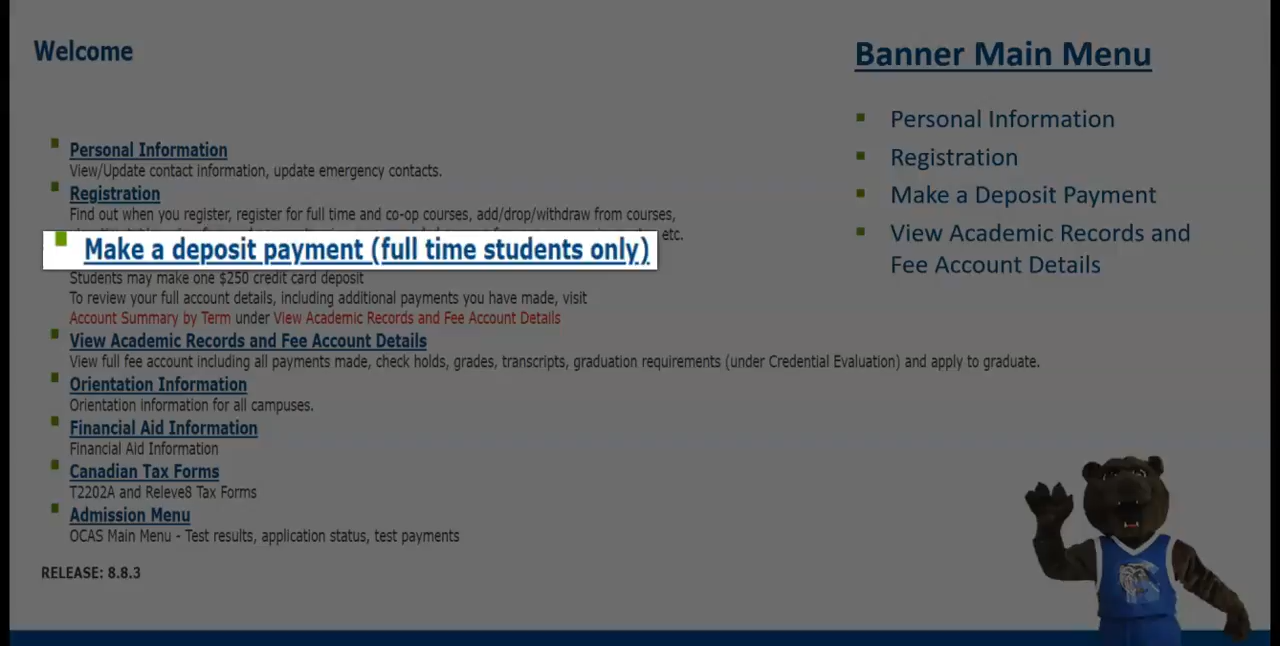 Welcome
Personal Information
View/Update contact information, update emergency contacts.
Registration
Find out when you register, register for full time and co-op courses, add/drop/withdraw from courses,
etc.
Make a deposit payment (full time students only)
Students may make one $250 credit card deposit
To review your full account details, including additional payments you have made, visit
Account Summary by Term under View Academic Records and Fee Account Details
View Academic Records and Fee Account Details
View full fee account including all payments made, check holds, grades, transcripts, graduation requirements (under Credential Evaluation) and apply to graduate.
Orientation Information
Orientation information for all campuses.
Financial Aid Information
Financial Aid Information
Canadian Tax Forms
T2202A and Releve8 Tax Forms
Admission Menu
OCAS Main Menu - Test results, application status, test payments
RELEASE: 8.8.3
Banner Main Menu
Personal Information
Registration
Make a Deposit Payment
View Academic Records and
Fee Account Details